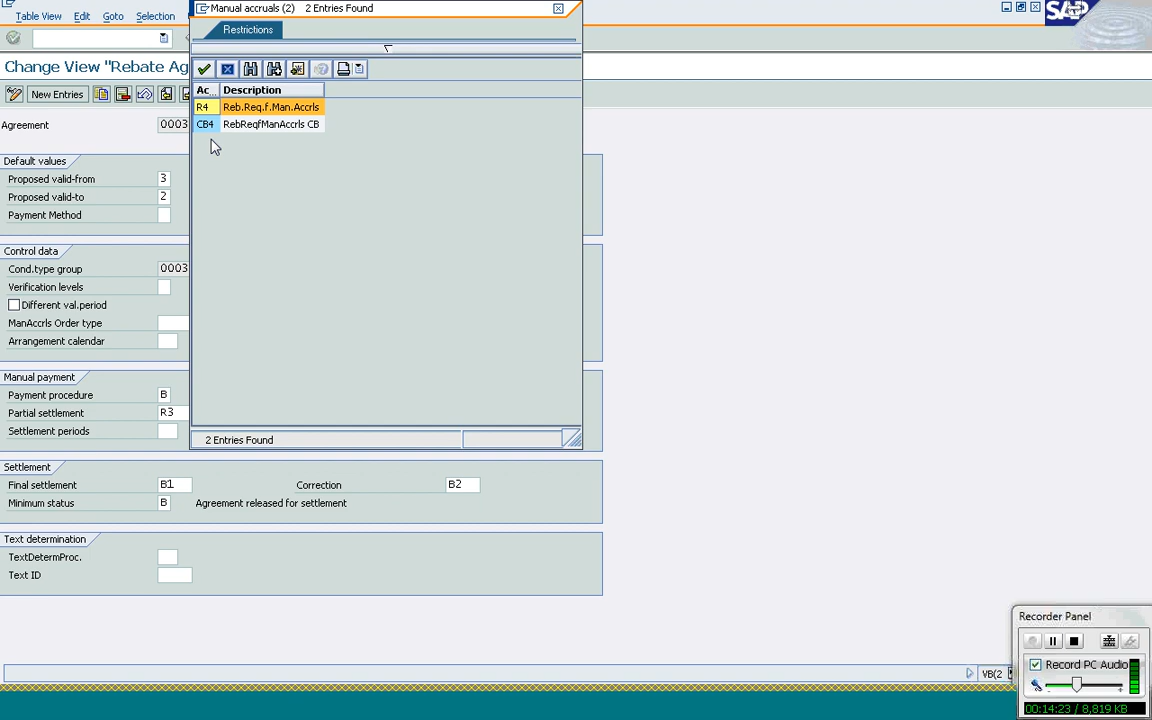 Manual accruals (2) 2 Entries Found
Table View Edit Goto Selection
SAP
Restrictions
Change View "Rebate Ag
New Entries
Ac... Description
R4 Reb.Req.f.Man.Accrls
CB4 RebReqfManAccrls CB
Agreement 0003
Default values
Proposed valid-from 3
Proposed valid-to 2
Payment Method
Control data
Cond.type group 0003
Verification levels
Different val.period
ManAccrls Order type
Arrangement calendar
Manual payment
Payment procedure B
Partial settlement R3
Settlement periods
2 Entries Found
Settlement
Final settlement B1 Correction B2
Minimum status B Agreement released for settlement
Text determination
TextDetermProc.
Text ID
VB(2
Recorder Panel
Record PC Audio
00:14:23 / 8,819 KB